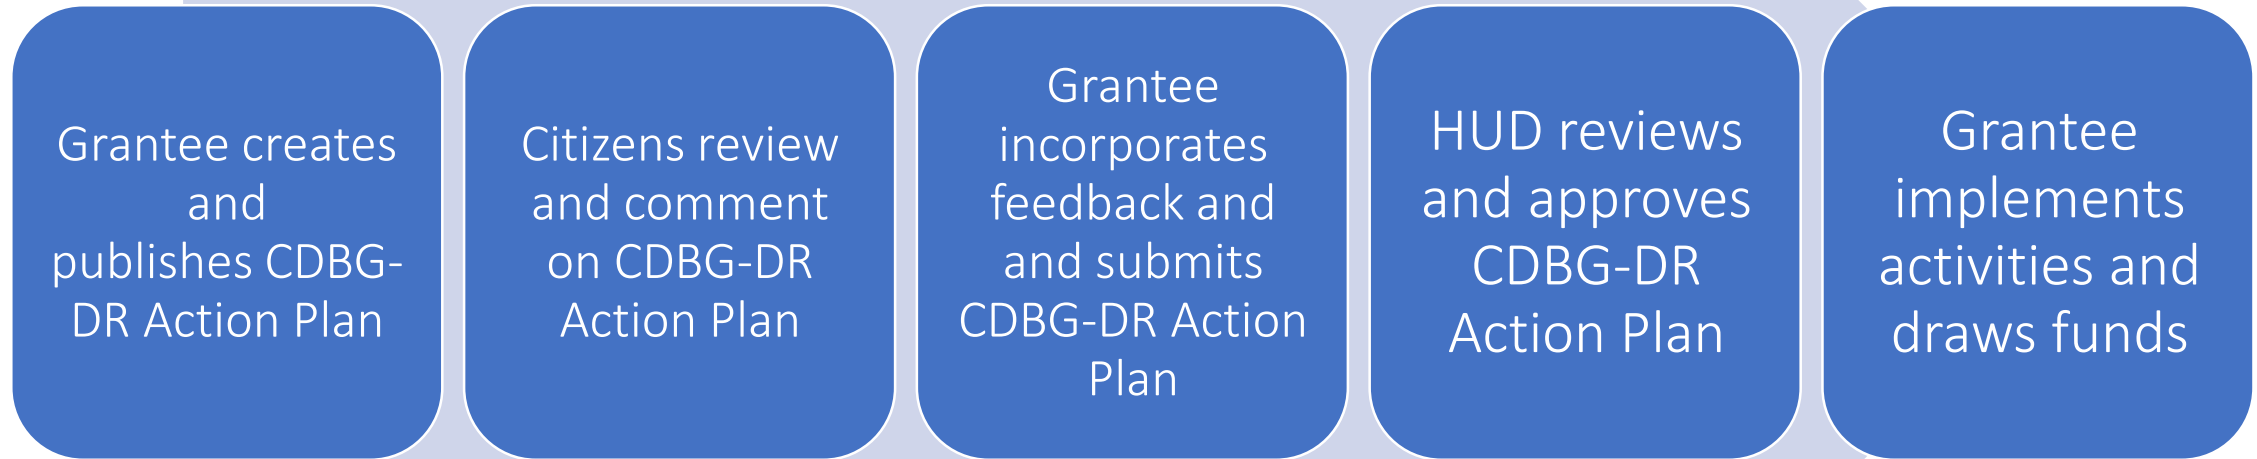 Grantee creates
and
publishes CDBG-
DR Action Plan
Citizens review
and comment
on CDBG-DR
Action Plan
Grantee
incorporates
feedback and
and submits
CDBG-DR Action
Plan
HUD reviews
and approves
CDBG-DR
Action Plan
Grantee
implements
activities and
draws funds